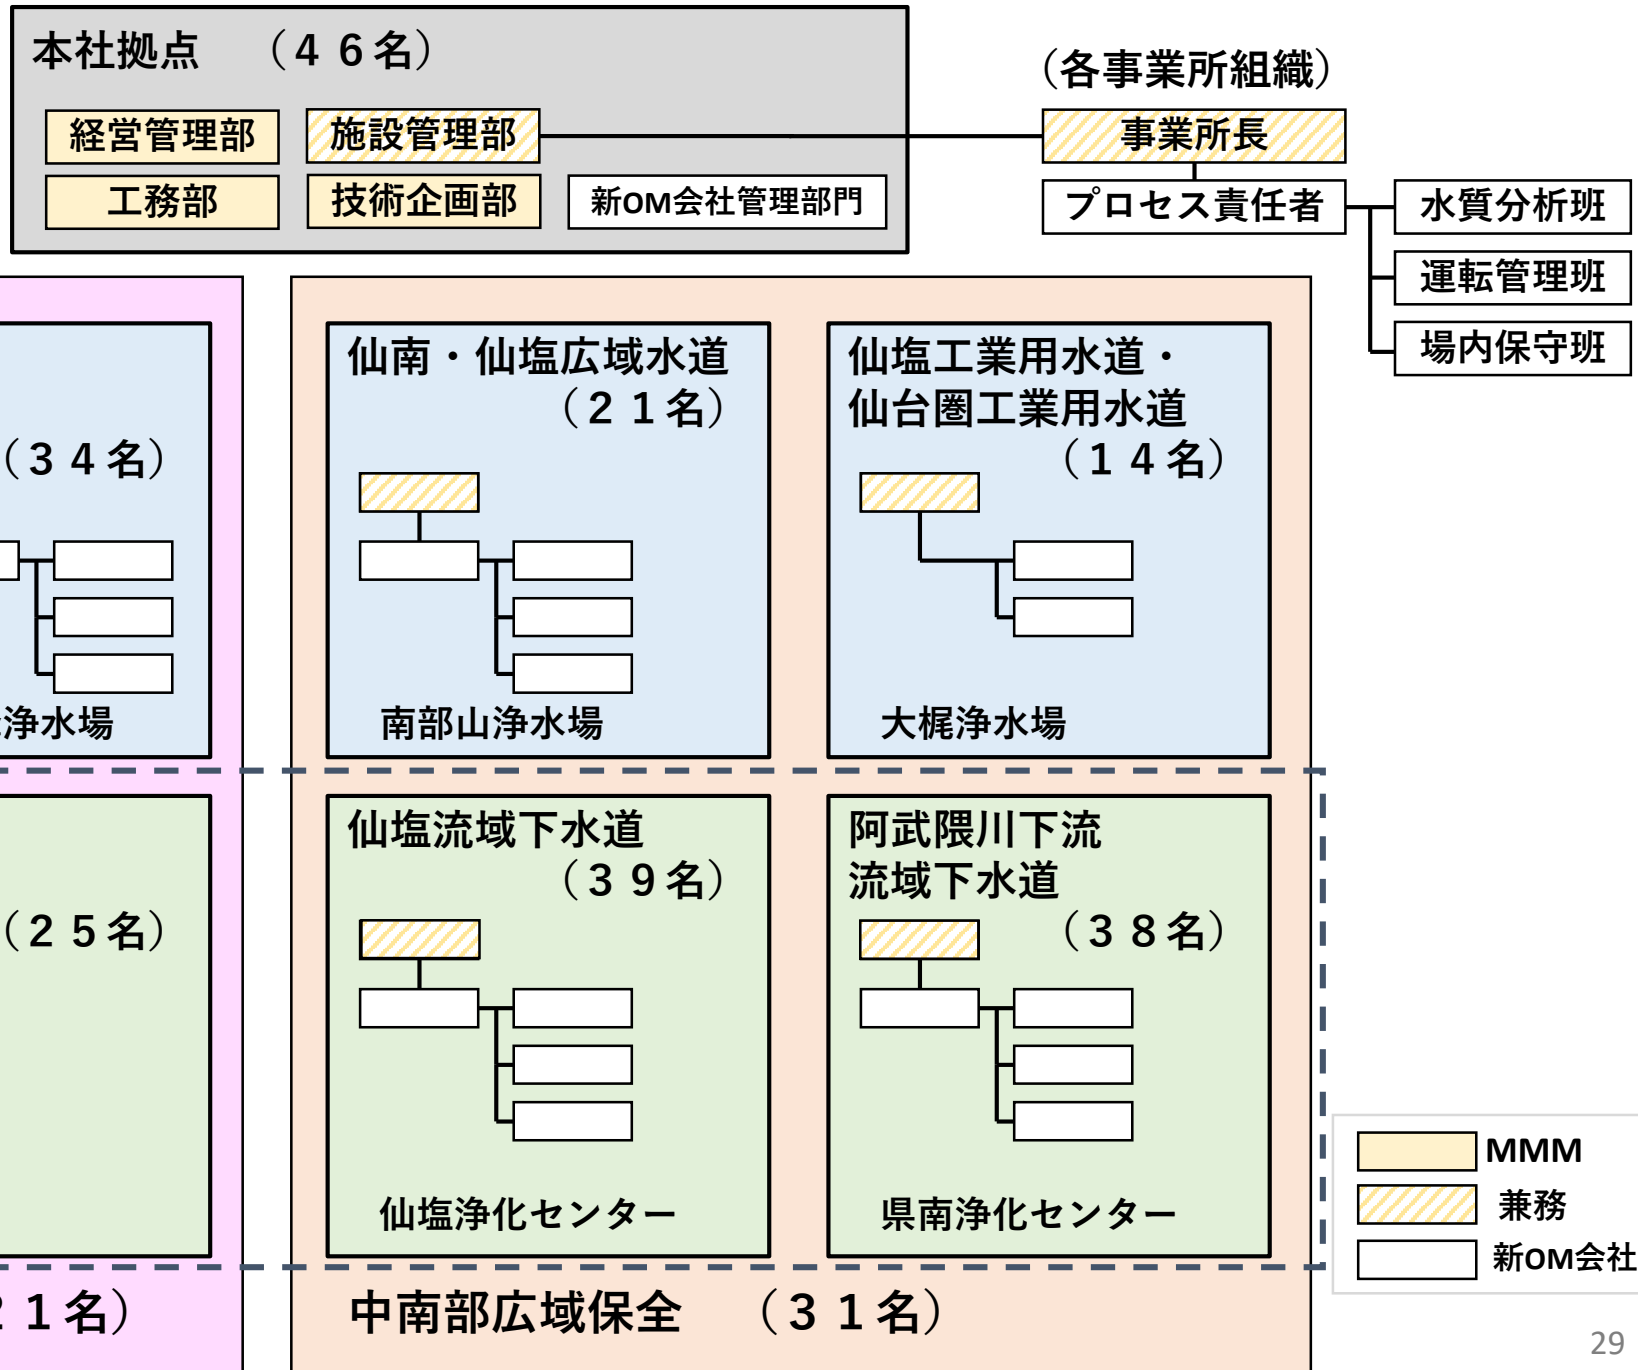 本社拠点　（４６名）
経営管理部
施設管理部
工務部
技術企画部
新OM会社管理部門
（各事業所組織）
事業所長
プロセス責任者
水質分析班
運転管理班
場内保守班
（３４名）
浄水場
仙南・仙塩広域水道
（２１名）
南部山浄水場
仙塩工業用水道・
仙台圏工業用水道
（１４名）
大梶浄水場
（２５名）
仙塩流域下水道
（３９名）
仙塩浄化センター
阿武隈川下流
流域下水道
（３８名）
県南浄化センター
１名）
中南部広域保全　（３１名）
MMM
兼務
新OM会社
29